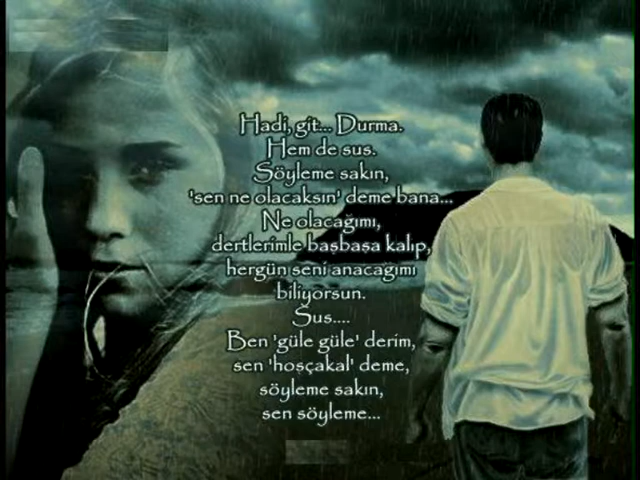 Hadi, git... Durma.
Hem de sus.
Söyleme sakın,
'sen ne olacaksın' deme bana...
Ne olacağımı,
dertlerimle başbaşa kalıp,
hergün seni anacağımı
biliyorsun.
Sus....
Ben 'güle güle' derim,
sen 'hoşçakal' deme,
söyleme sakın,
sen söyleme...